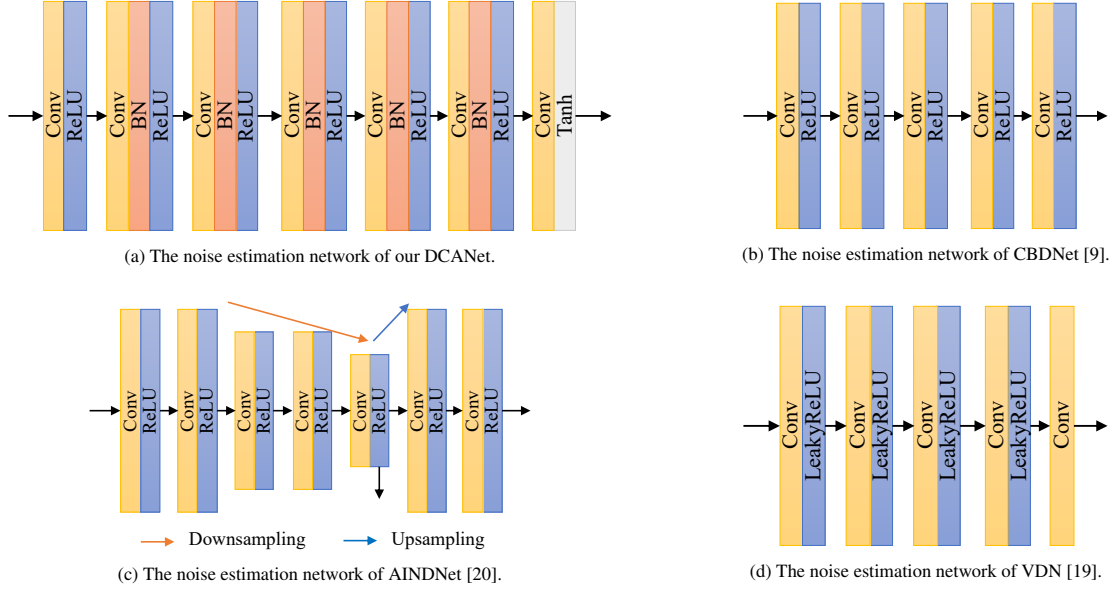 Conv
ReLU
Conv
BN
ReLU
Conv
BN
ReLU
Conv
BN
ReLU
Conv
BN
ReLU
Conv
BN
ReLU
Conv
Tanh
(a) The noise estimation network of our DCANet.
Conv
ReLU
Conv
ReLU
Conv
ReLU
Conv
ReLU
Conv
ReLU
(b) The noise estimation network of CBDNet [9].
Conv
ReLU
Conv
ReLU
Conv
ReLU
Conv
ReLU
Conv
ReLU
Conv
ReLU
Conv
ReLU
Downsampling
Upsampling
(c) The noise estimation network of AINDNet [20].
Conv
LeakyReLU
Conv
LeakyReLU
Conv
LeakyReLU
Conv
LeakyReLU
Conv
(d) The noise estimation network of VDN [19].